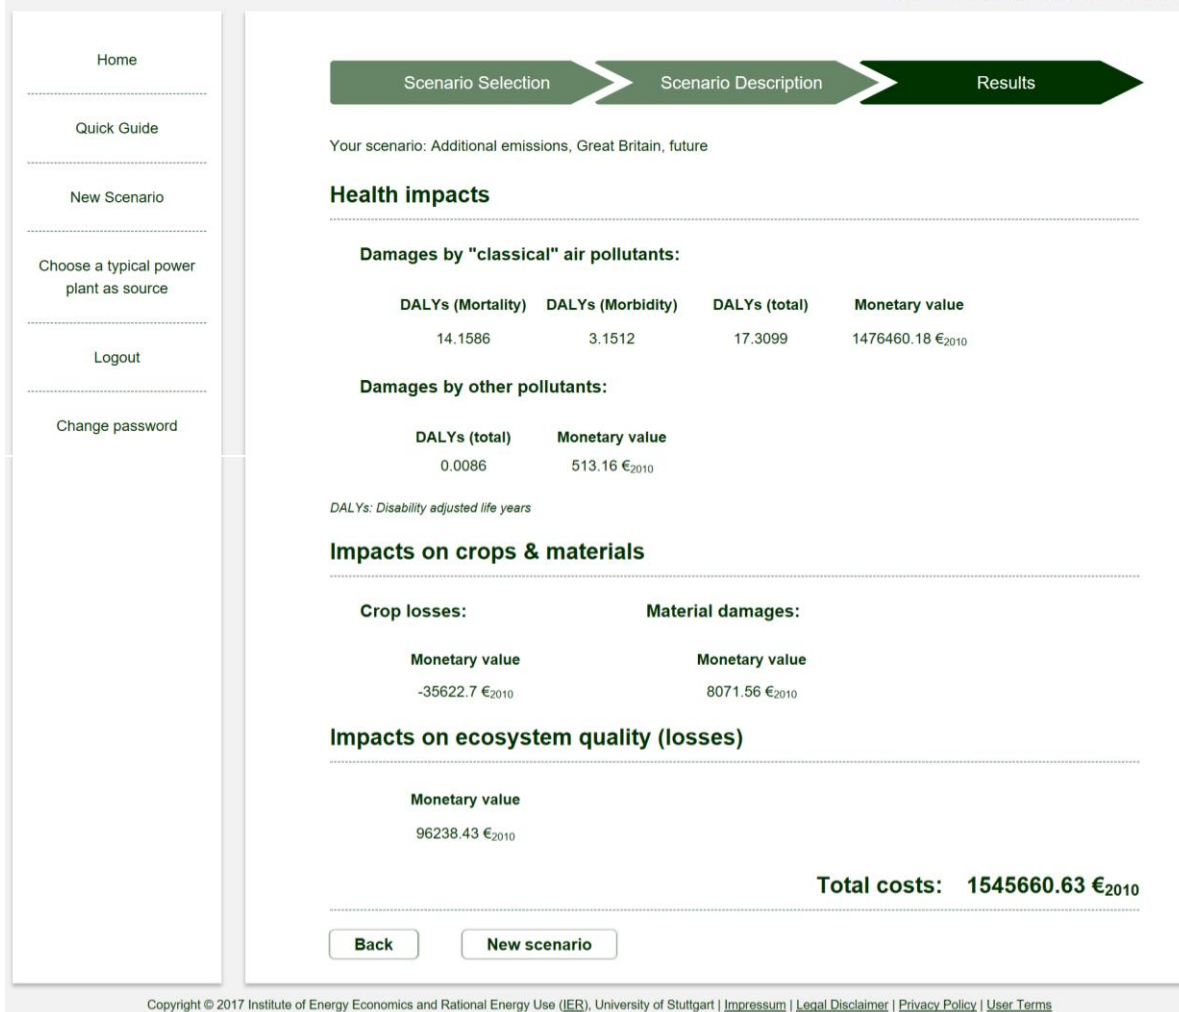 Home
Quick Guide
New Scenario
Choose a typical power
plant as source
Logout
Change password
Scenario Selection
Scenario Description
Results
Your scenario: Additional emissions, Great Britain, future
Health impacts
Damages by "classical" air pollutants:
DALYs (Mortality) DALYs (Morbidity) DALYs (total) Monetary value
14.1586 3.1512 17.3099 1476460.18 €2010
Damages by other pollutants:
DALYs (total) Monetary value
0.0086 513.16 €2010
DALYs: Disability adjusted life years
Impacts on crops & materials
Crop losses: Material damages:
Monetary value Monetary value
-35622.7 €2010 8071.56 €2010
Impacts on ecosystem quality (losses)
Monetary value
96238.43 €2010
Total costs: 1545660.63 €2010
Back New scenario
Copyright © 2017 Institute of Energy Economics and Rational Energy Use (IER), University of Stuttgart | Impressum | Legal Disclaimer | Privacy Policy | User Terms